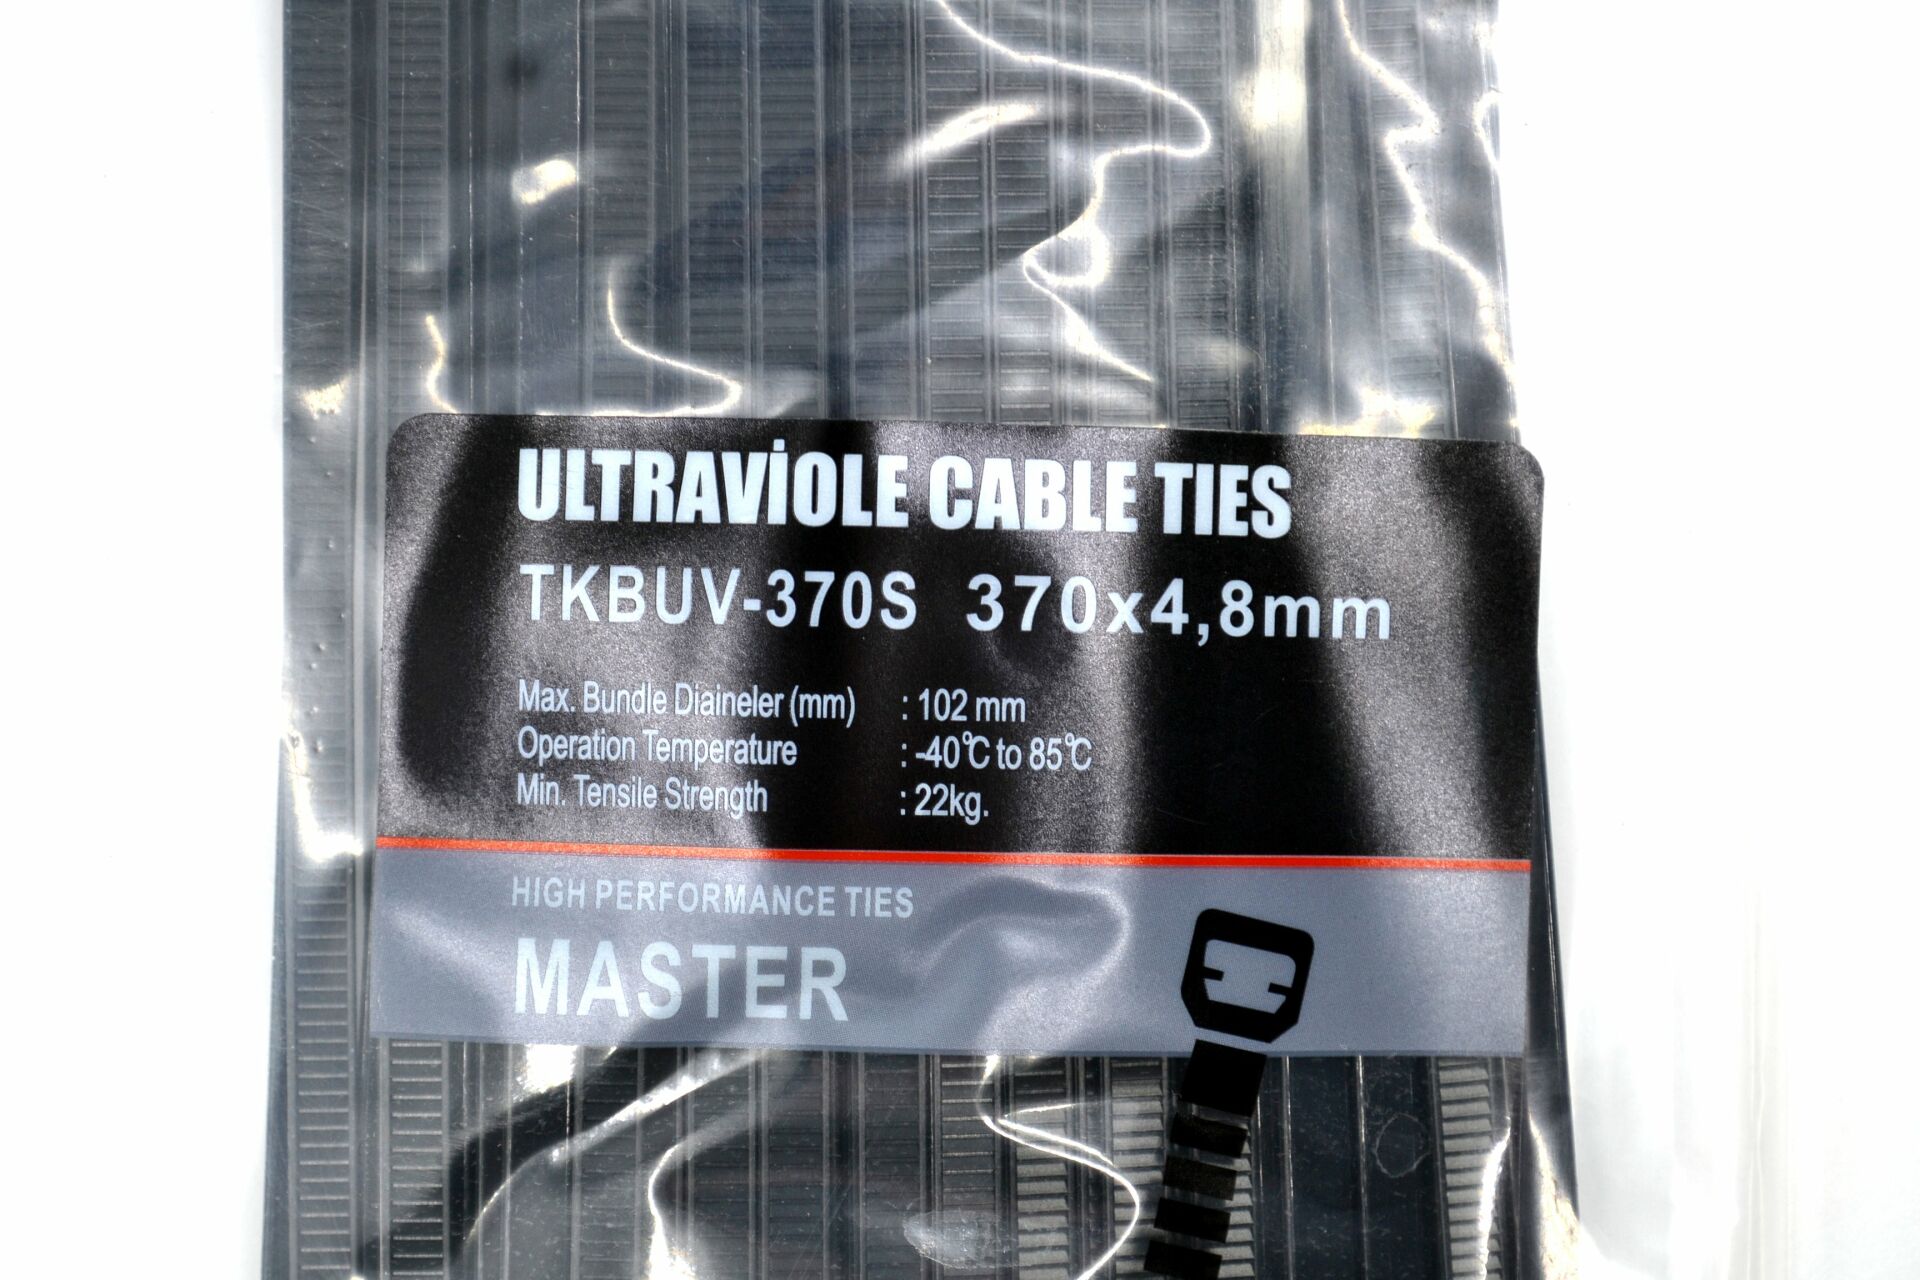 ULTRAVİOLE CABLE TIES
TKBUV-370S 370x4,8mm
Max. Bundle Diaineler (mm) : 102 mm
Operation Temperature : -40℃ to 85℃
Min. Tensile Strength : 22kg.
HIGH PERFORMANCE TIES
MASTER